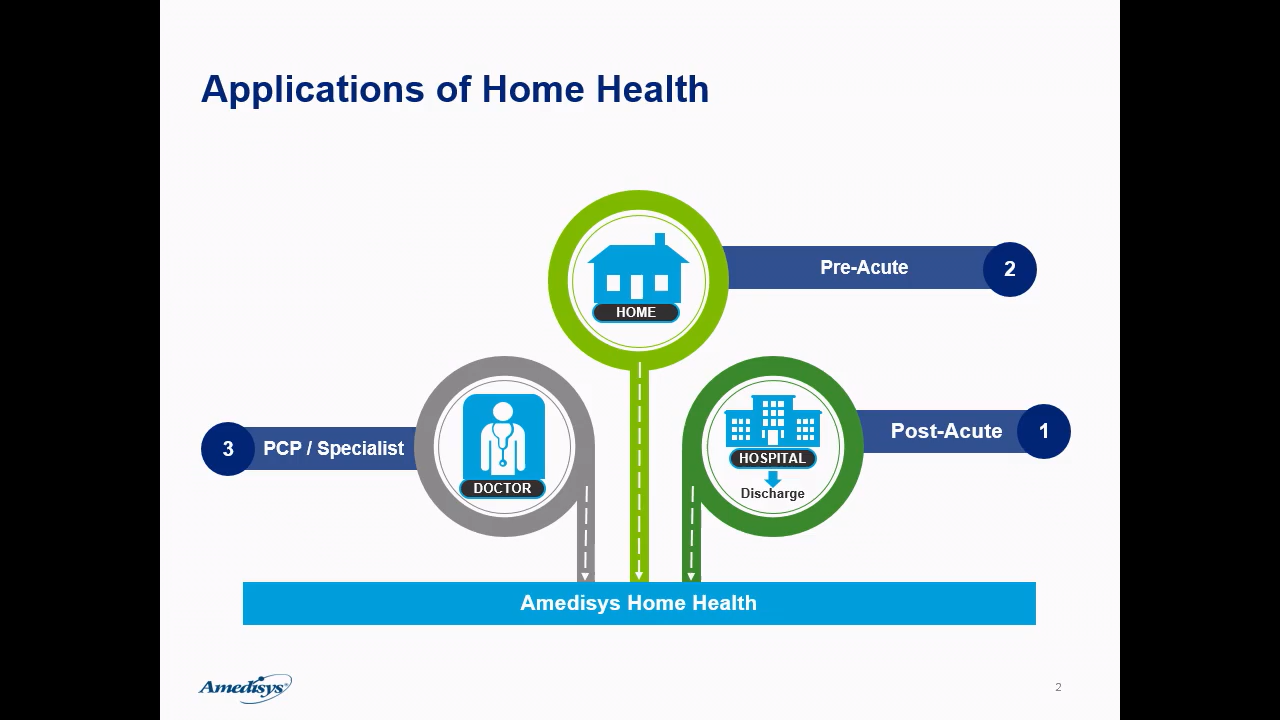 Applications of Home Health
Pre-Acute
2
HOME
3
PCP / Specialist
DOCTOR
HOSPITAL
Discharge
Post-Acute
1
Amedisys Home Health
Amedisys
2